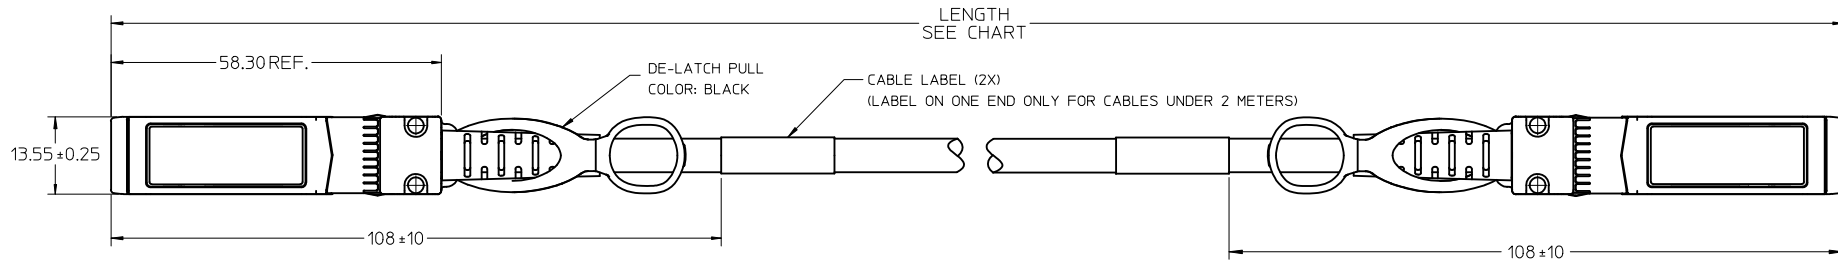 LENGTH
SEE CHART
58.30 REF.
DE-LATCH PULL
COLOR: BLACK
CABLE LABEL (2X)
(LABEL ON ONE END ONLY FOR CABLES UNDER 2 METERS)
13.55±0.25
108±10
108±10